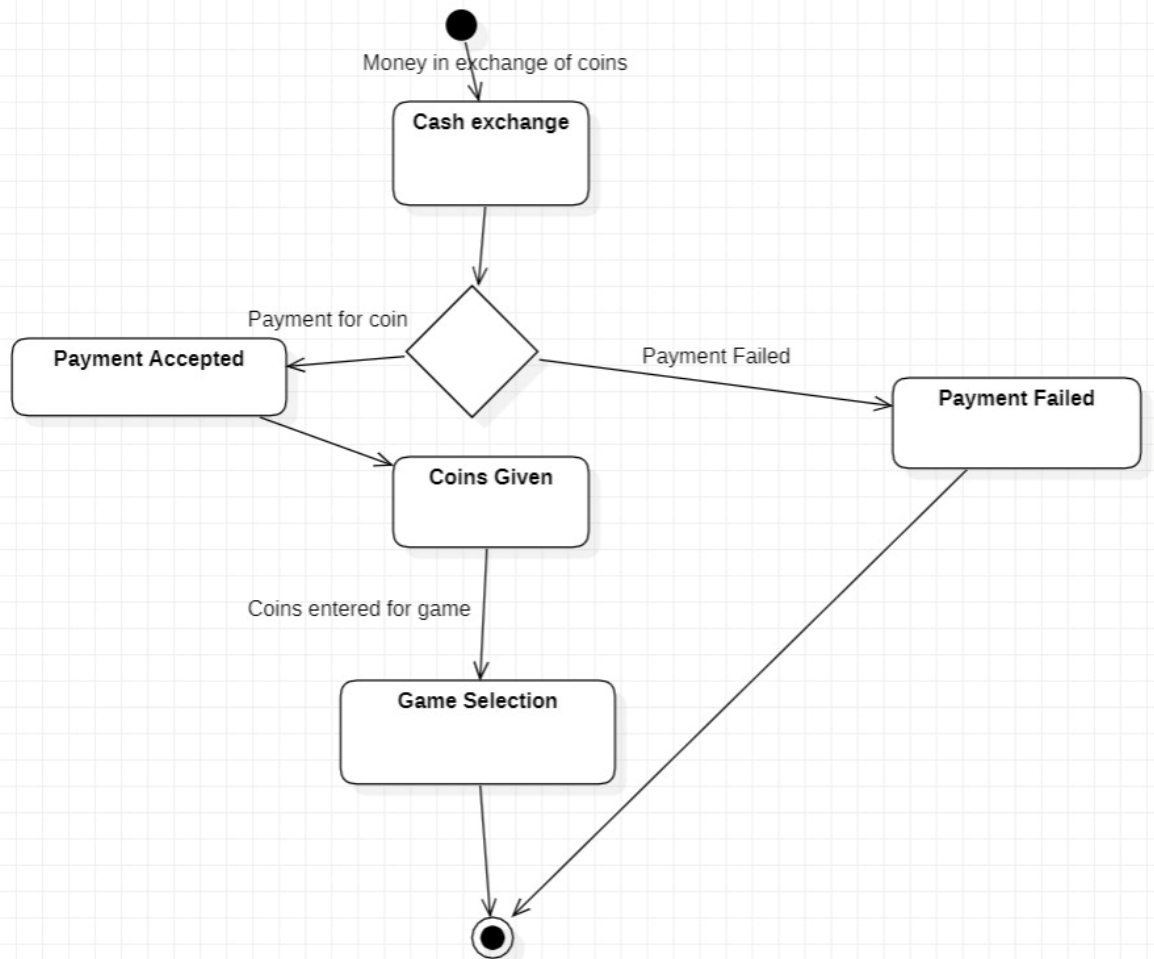 Money in exchange of coins
Cash exchange
Payment for coin
Payment Accepted
Payment Failed
Payment Failed
Coins Given
Coins entered for game
Game Selection